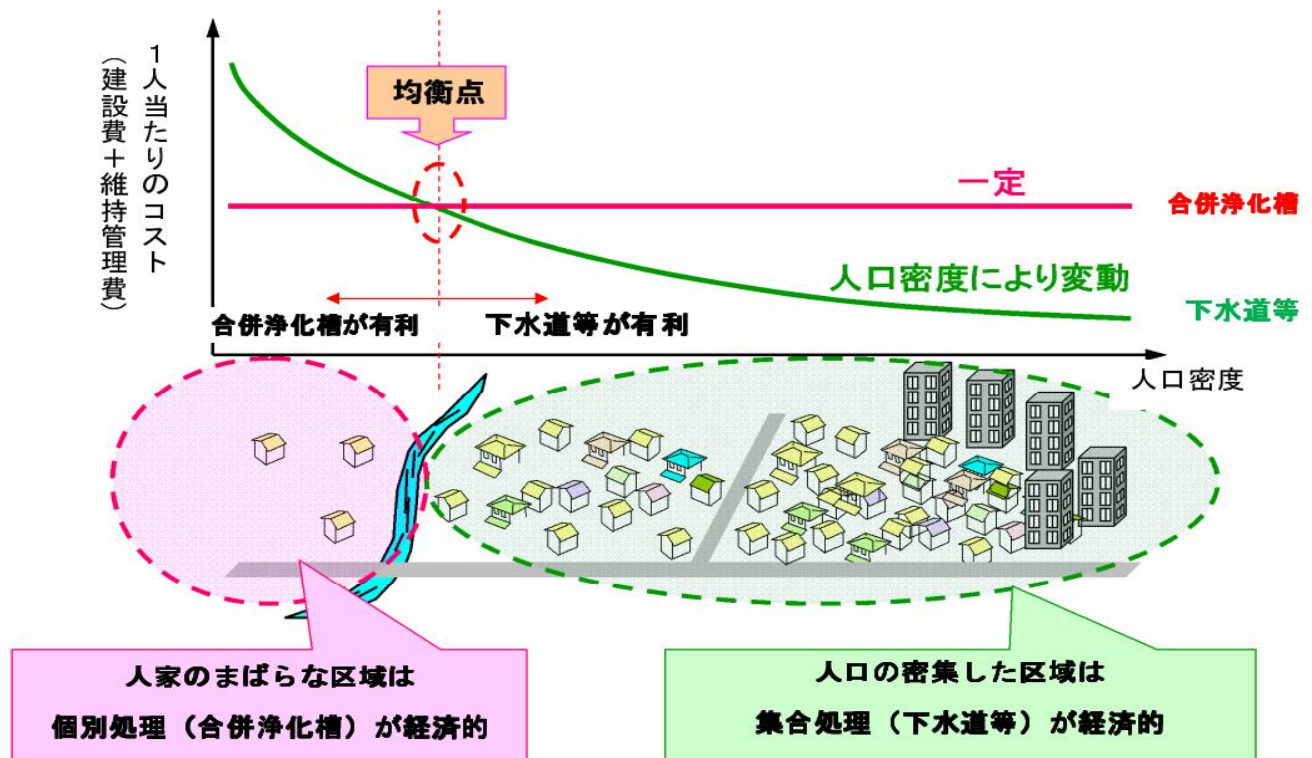 1人当たりのコスト
(建設費+維持管理費)
均衡点
一定
合併浄化槽
人口密度により変動
下水道等
合併浄化槽が有利
下水道等が有利
人口密度
人家のまばらな区域は
個別処理(合併浄化槽)が経済的
人口の密集した区域は
集合処理(下水道等)が経済的